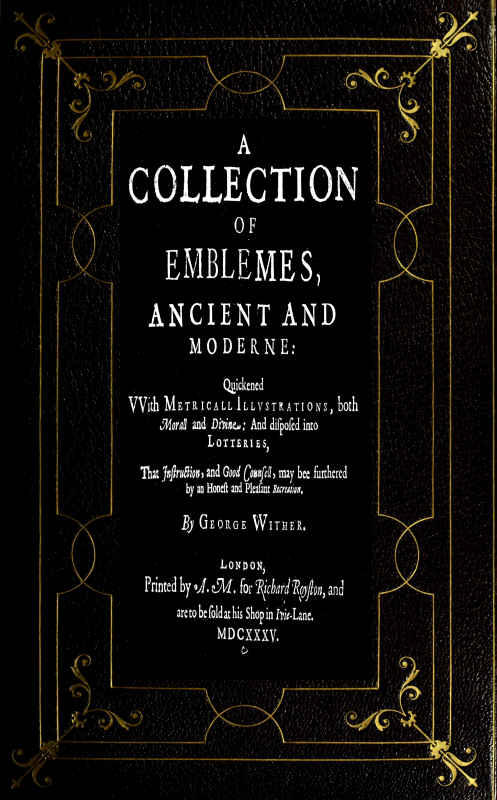 A
COLLECTION
OF
EMBLEMES,
ANCIENT AND
MODERNE:
Quickened
VVith METRICALL ILLVSTRATIONS, both
Morall and Divine: And diſpoſed into
LOTTERIES,
That Inſtruction, and Good Counſell, may bee furthered
by an Honeſt and Pleaſant Recreation.
By GEORGE WITHER.
LONDON,
Printed by A. M. for Richard Royſton, and
are to be ſold at his Shop in Ivie-Lane.
MDCXXXV.